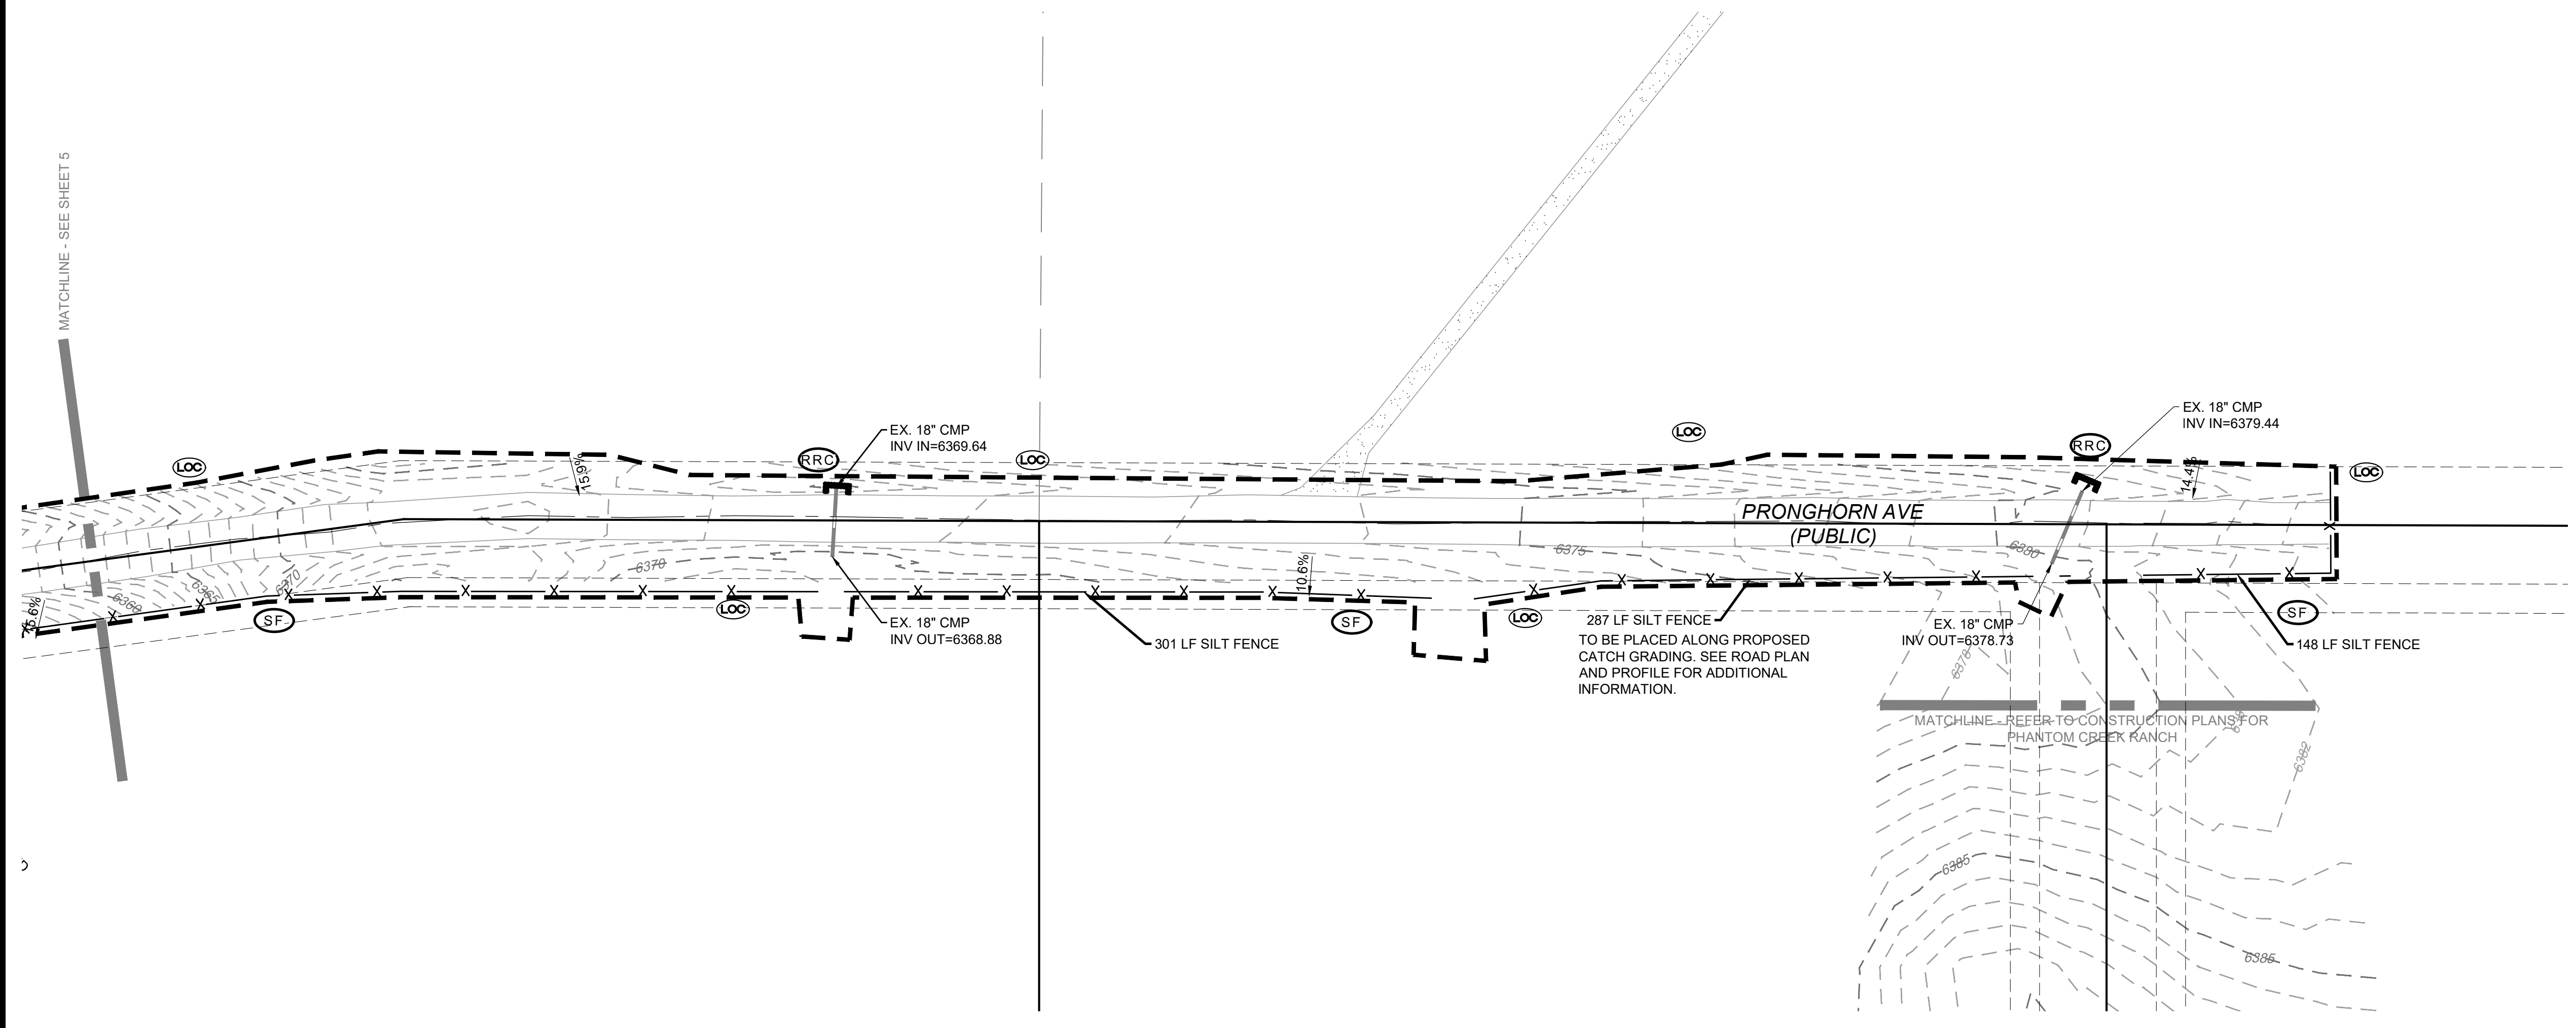 MATCHLINE - SEE SHEET 5
LOC
15.9%
RRC
EX. 18" CMP
INV IN=6369.64
LOC
LOC
RRC
EX. 18" CMP
INV IN=6379.44
14.4%
LOC
PRONGHORN AVE
(PUBLIC)
6360
6365
6370
6370
6375
6380
10.6%
SF
LOC
EX. 18" CMP
INV OUT=6368.88
301 LF SILT FENCE
SF
LOC
287 LF SILT FENCE
TO BE PLACED ALONG PROPOSED
CATCH GRADING. SEE ROAD PLAN
AND PROFILE FOR ADDITIONAL
INFORMATION.
EX. 18" CMP
INV OUT=6378.73
SF
148 LF SILT FENCE
6378
MATCHLINE - REFER TO CONSTRUCTION PLANS FOR
PHANTOM CREEK RANCH
6382
6385
6385